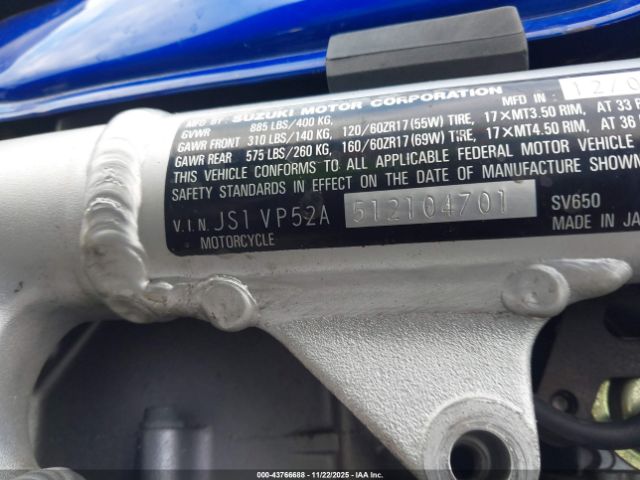 MFG BY: SUZUKI MOTOR CORPORATION MFD IN 12/0
GVWR 885 LBS/400 KG,
GAWR FRONT 310 LBS/140 KG, 120/60ZR17(55W) TIRE, 17×MT3.50 RIM, AT 33
GAWR REAR 575 LBS/260 KG, 160/60ZR17(69W) TIRE, 17×MT4.50 RIM, AT 36
THIS VEHICLE CONFORMS TO ALL APPLICABLE FEDERAL MOTOR VEHICLE
SAFETY STANDARDS IN EFFECT ON THE DATE OF MANUFACTURE SHOWN
V.I.N. JS1VP52A 512104701 SV650
MOTORCYCLE MADE IN JA
000-43766688 - 11/22/2025 - IAA Inc.